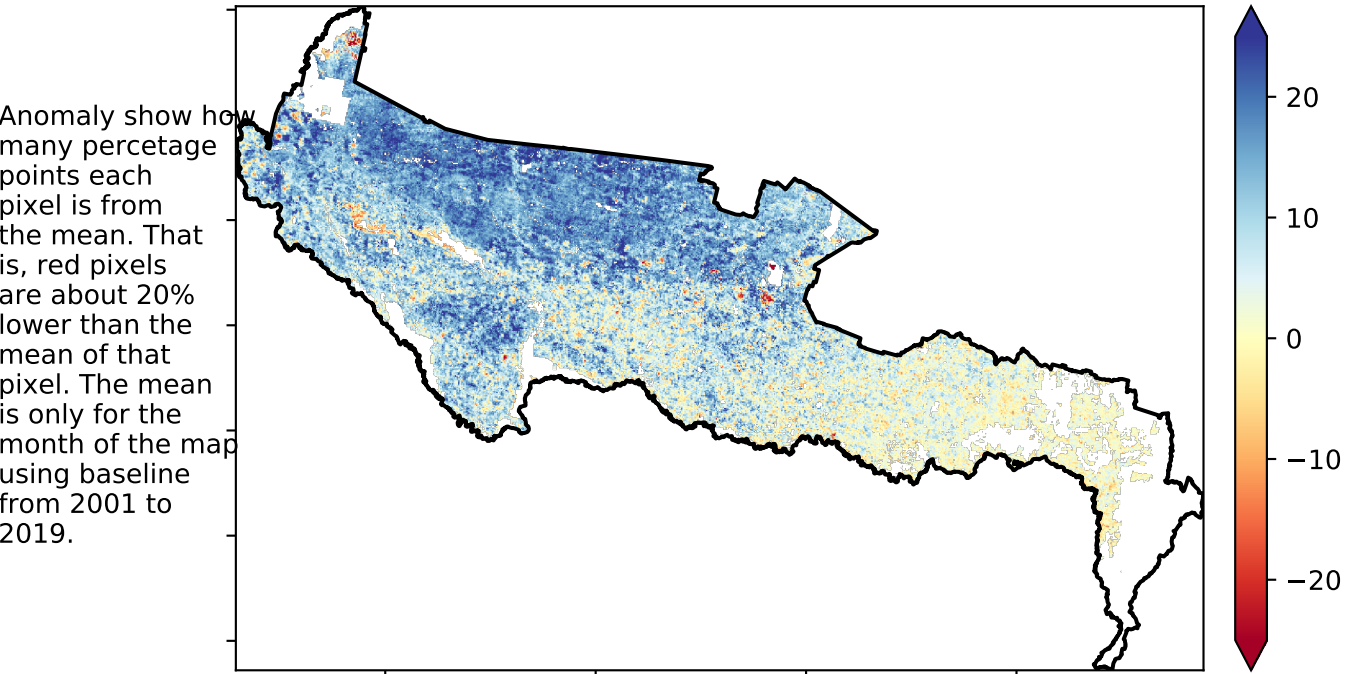 Anomaly show how
many percetage
points each
pixel is from
the mean. That
is, red pixels
are about 20%
lower than the
mean of that
pixel. The mean
is only for the
month of the map
using baseline
from 2001 to
2019.
20
10
0
−10
−20